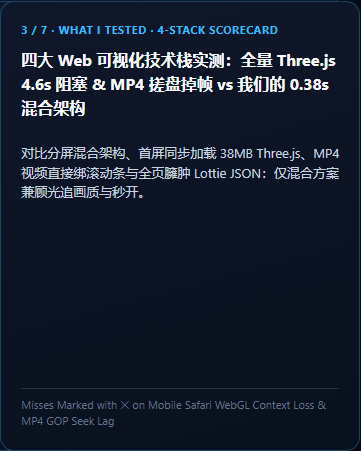 3 / 7 · WHAT I TESTED · 4-STACK SCORECARD
四大 Web 可视化技术栈实测：全量 Three.js
4.6s 阻塞 & MP4 搓盘掉帧 vs 我们的 0.38s
混合架构
对比分屏混合架构、首屏同步加载 38MB Three.js、MP4
视频直接绑滚动条与全页臃肿 Lottie JSON：仅混合方案
兼顾光追画质与秒开。
Misses Marked with ✕ on Mobile Safari WebGL Context Loss &
MP4 GOP Seek Lag